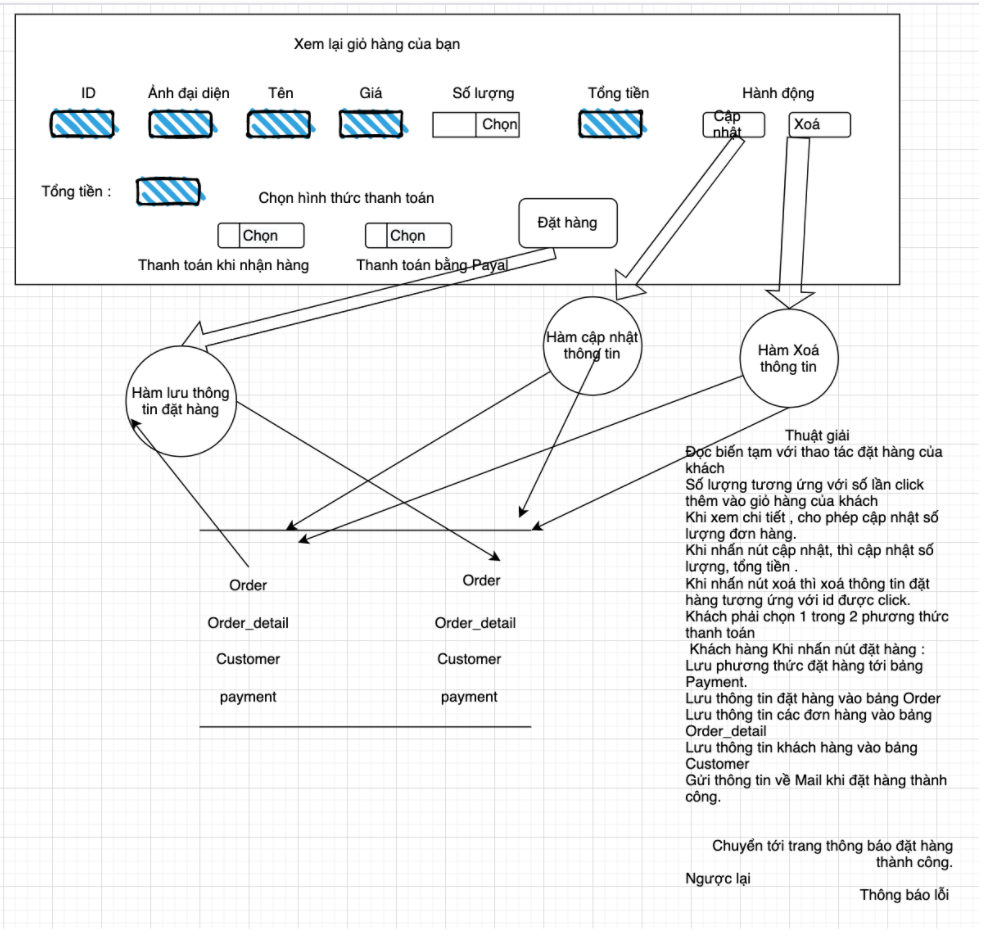 Xem lại giỏ hàng của bạn
ID
Ảnh đại diện
Tên
Giá
Số lượng
Tổng tiền
Hành động
Chọn
Cập
nhật
Xoá
Tổng tiền :
Chọn hình thức thanh toán
Đặt hàng
Chọn
Chọn
Thanh toán khi nhận hàng
Thanh toán bằng Payal
Hàm cập nhật
thông tin
Hàm Xoá
thông tin
Hàm lưu thông
tin đặt hàng
Order
Order_detail
Customer
payment
Order
Order_detail
Customer
payment
Thuật giải
Đọc biến tạm với thao tác đặt hàng của
khách
Số lượng tương ứng với số lần click
thêm vào giỏ hàng của khách
Khi xem chi tiết , cho phép cập nhật số
lượng đơn hàng.
Khi nhấn nút cập nhật, thì cập nhật số
lượng, tổng tiền .
Khi nhấn nút xoá thì xoá thông tin đặt
hàng tương ứng với id được click.
Khách phải chọn 1 trong 2 phương thức
thanh toán
Khách hàng Khi nhấn nút đặt hàng :
Lưu phương thức đặt hàng tới bảng
Payment.
Lưu thông tin đặt hàng vào bảng Order
Lưu thông tin các đơn hàng vào bảng
Order_detail
Lưu thông tin khách hàng vào bảng
Customer
Gửi thông tin về Mail khi đặt hàng thành
công.
Chuyển tới trang thông báo đặt hàng
thành công.
Ngược lại
Thông báo lỗi